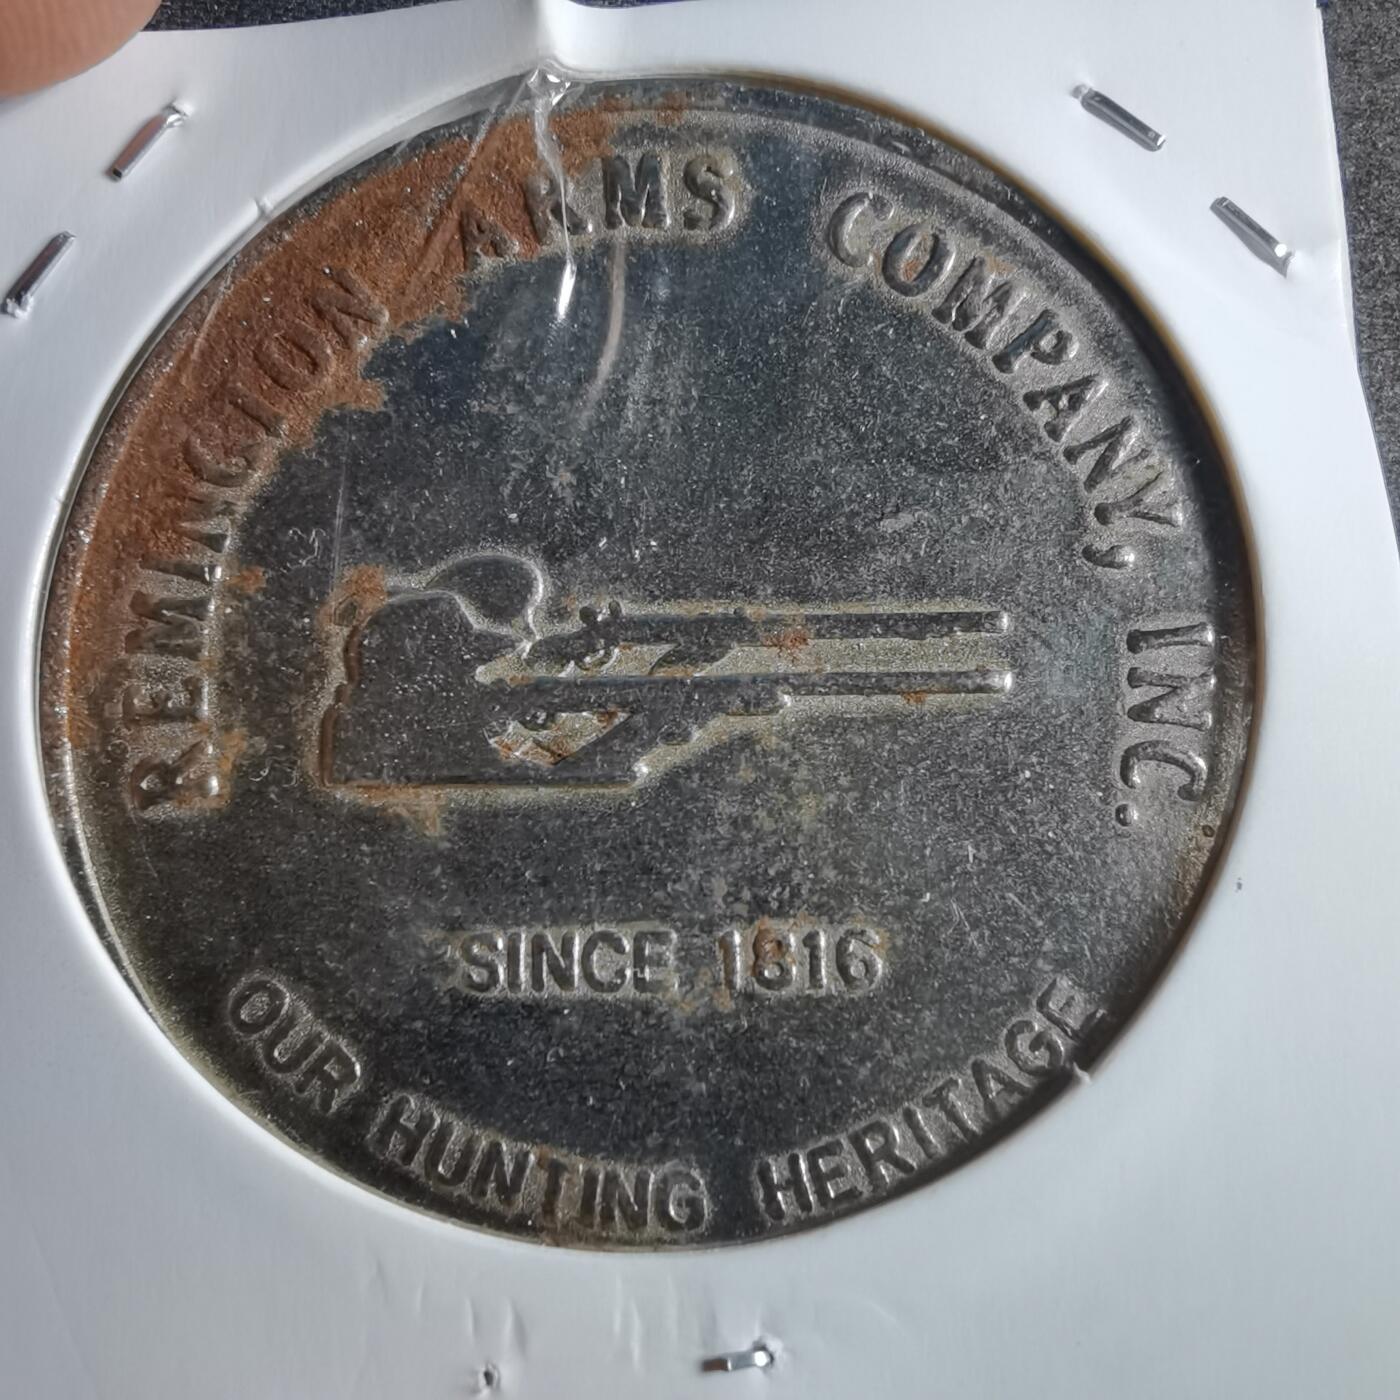 REMINGTON ARMS COMPANY, INC.
SINCE 1816
OUR HUNTING HERITAGE